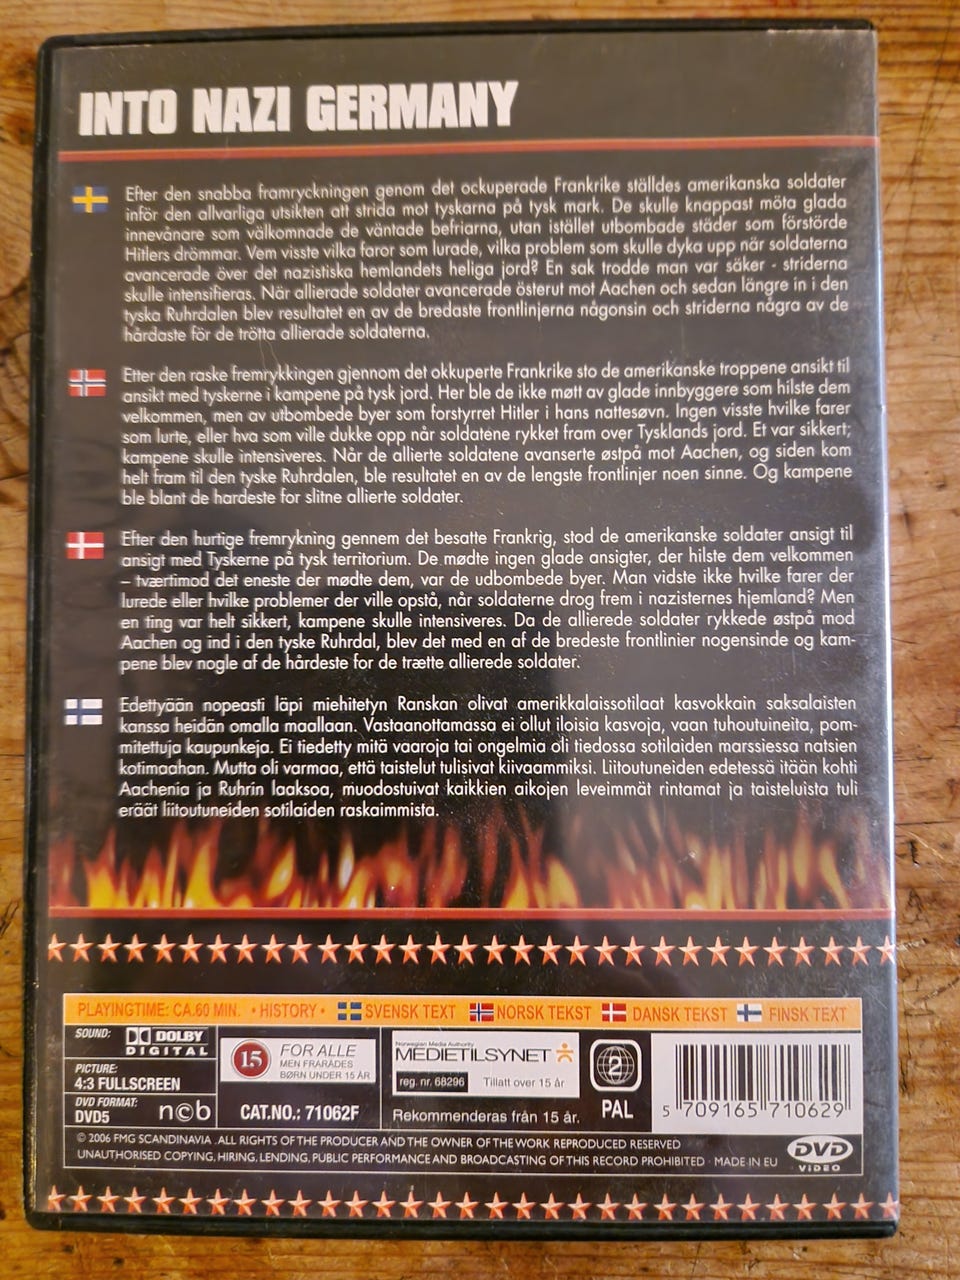 INTO NAZI GERMANY
Efter den snabba framryckningen genom det ockuperade Frankrike ställdes amerikanska soldater
inför den allvarliga utsikten att strida mot tyskarna på tysk mark. De skulle knappast möta glada
innevånare som välkomnade de väntade befriarna, utan istället utbombade städer som förstörde
Hitlers drömmar. Vem visste vilka faror som lurade, vilka problem som skulle dyka upp när soldaterna
avancerade över det nazistiska hemlandets heliga jord? En sak trodde man var säker - striderna
skulle intensifieras. När allierade soldater avancerade österut mot Aachen och sedan längre in i den
tyska Ruhrdalen blev resultatet en av de bredaste frontlinjerna någonsin och striderna några av de
hårdaste för de trötta allierade soldaterna.
Etter den raske fremrykkingen gjennom det okkuperte Frankrike sto de amerikanske troppene ansikt til
ansikt med tyskerne i kampene på tysk jord. Her ble de ikke møtt av glade innbyggere som hilste dem
velkommen, men av utbombede byer som forstyrret Hitler i hans nattesøvn. Ingen visste hvilke farer
som lurte, eller hva som ville dukke opp når soldatene rykket fram over Tysklands jord. Et var sikkert;
kampene skulle intensiveres. Når de allierte soldatene avanserte østpå mot Aachen, og siden kom
helt fram til den tyske Ruhrdalen, ble resultatet en av de lengste frontlinjer noen sinne. Og kampene
ble blant de hardeste for slitne allierte soldater.
Efter den hurtige fremrykning gennem det besatte Frankrig, stod de amerikanske soldater ansigt til
ansigt med Tyskerne på tysk territorium. De mødte ingen glade ansigter, der hilste dem velkommen
– tværtimod det eneste der mødte dem, var de udbombede byer. Man vidste ikke hvilke farer der
lurede eller hvilke problemer der ville opstå, når soldaterne drog frem i nazisternes hjemland? Men
en ting var helt sikkert, kampene skulle intensiveres. Da de allierede soldater rykkede østpå mod
Aachen og ind i den tyske Ruhrdal, blev det med en af de bredeste frontlinier nogensinde og kam-
pene blev nogle af de hårdeste for de trætte allierede soldater.
Edettyään nopeasti läpi miehitetyn Ranskan olivat amerikkalaissotilaat kasvokkain saksalaisten
kanssa heidän omalla maallaan. Vastaanottamassa ei ollut iloisia kasvoja, vaan tuhoutuineita, pom-
mitettuja kaupunkeja. Ei tiedetty mitä vaaroja tai ongelmia oli tiedossa sotilaiden marssiessa natsien
kotimaahan. Mutta oli varmaa, että taistelut tulisivat kiivaammiksi. Liitoutuneiden edetessä itään kohti
Aachenia ja Ruhrin laaksoa, muodostuivat kaikkien aikojen leveimmät rintamat ja taisteluista tuli
eräät liitoutuneiden sotilaiden raskaimmista.
PLAYINGTIME: CA.60 MIN. • HISTORY • SVENSK TEXT NORSK TEKST DANSK TEKST FINSK TEXT
SOUND: DOLBY
DIGITAL
PICTURE:
4:3 FULLSCREEN
DVD FORMAT:
DVD5 ncb
15 FOR ALLE
MEN FRARÅDES
BØRN UNDER 15 ÅR
CAT.NO.: 71062F
Norwegian Media Authority
MEDIETILSYNET
reg. nr. 68296 Tillatt over 15 år
Rekommenderas från 15 år.
2
PAL
5 709165 710629
© 2006 FMG SCANDINAVIA .ALL RIGHTS OF THE PRODUCER AND THE OWNER OF THE WORK REPRODUCED RESERVED
UNAUTHORISED COPYING, HIRING, LENDING, PUBLIC PERFORMANCE AND BROADCASTING OF THIS RECORD PROHIBITED · MADE IN EU
DVD
VIDEO